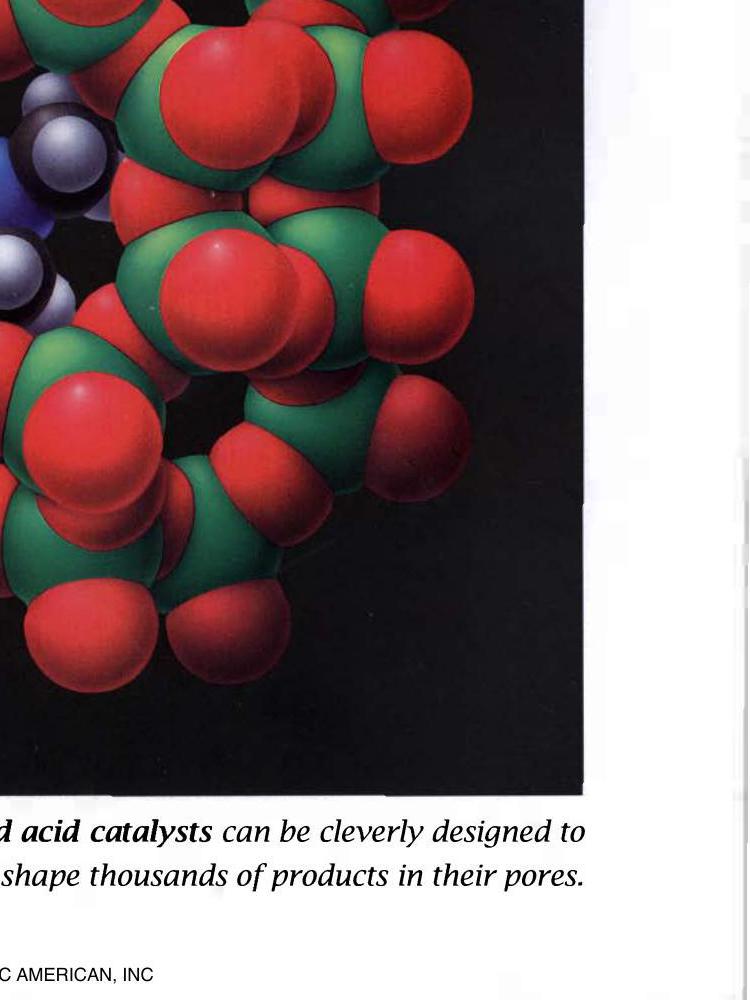 d acid catalysts can be cleverly designed to
shape thousands of products in their pores.
C AMERICAN, INC